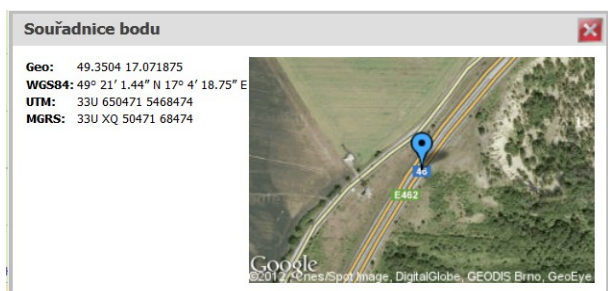 Souřadnice bodu
Geo: 49.3504 17.071875
WGS84: 49° 21′ 1.44″ N 17° 4′ 18.75″ E
UTM: 33U 650471 5468474
MGRS: 33U XQ 50471 68474
46
E462
Google
©2012 Cnes/Spot Image, DigitalGlobe, GEODIS Brno, GeoEye